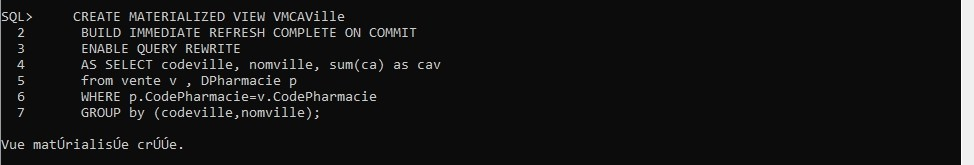 SQL>     CREATE MATERIALIZED VIEW VMCAVille
  2      BUILD IMMEDIATE REFRESH COMPLETE ON COMMIT
  3      ENABLE QUERY REWRITE
  4      AS SELECT codeville, nomville, sum(ca) as cav
  5      from vente v , DPharmacie p
  6      WHERE p.CodePharmacie=v.CodePharmacie
  7      GROUP by (codeville,nomville);
Vue matÚrialisÚe crÚÚe.